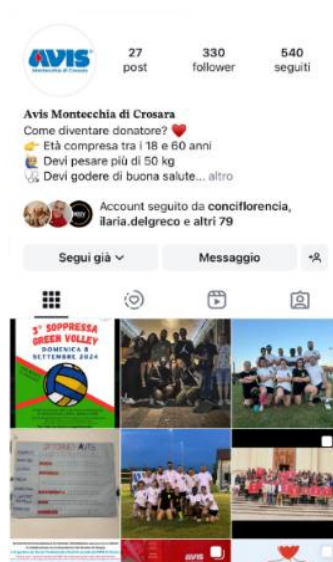 AVIS
Montecchia di Crosara
27 330 540
post follower seguiti
Avis Montecchia di Crosara
Come diventare donatore? ❤️
👉 Età compresa tra i 18 e 60 anni
🙋🏼‍♂️ Devi pesare più di 50 kg
🩺 Devi godere di buona salute... altro
Account seguito da conciflorencia,
ilaria.delgreco e altri 79
Segui già Messaggio
3° SOPPRESSA
GREEN VOLLEY
DOMENICA 8
SETTEMBRE 2024
AVIS
AVIS